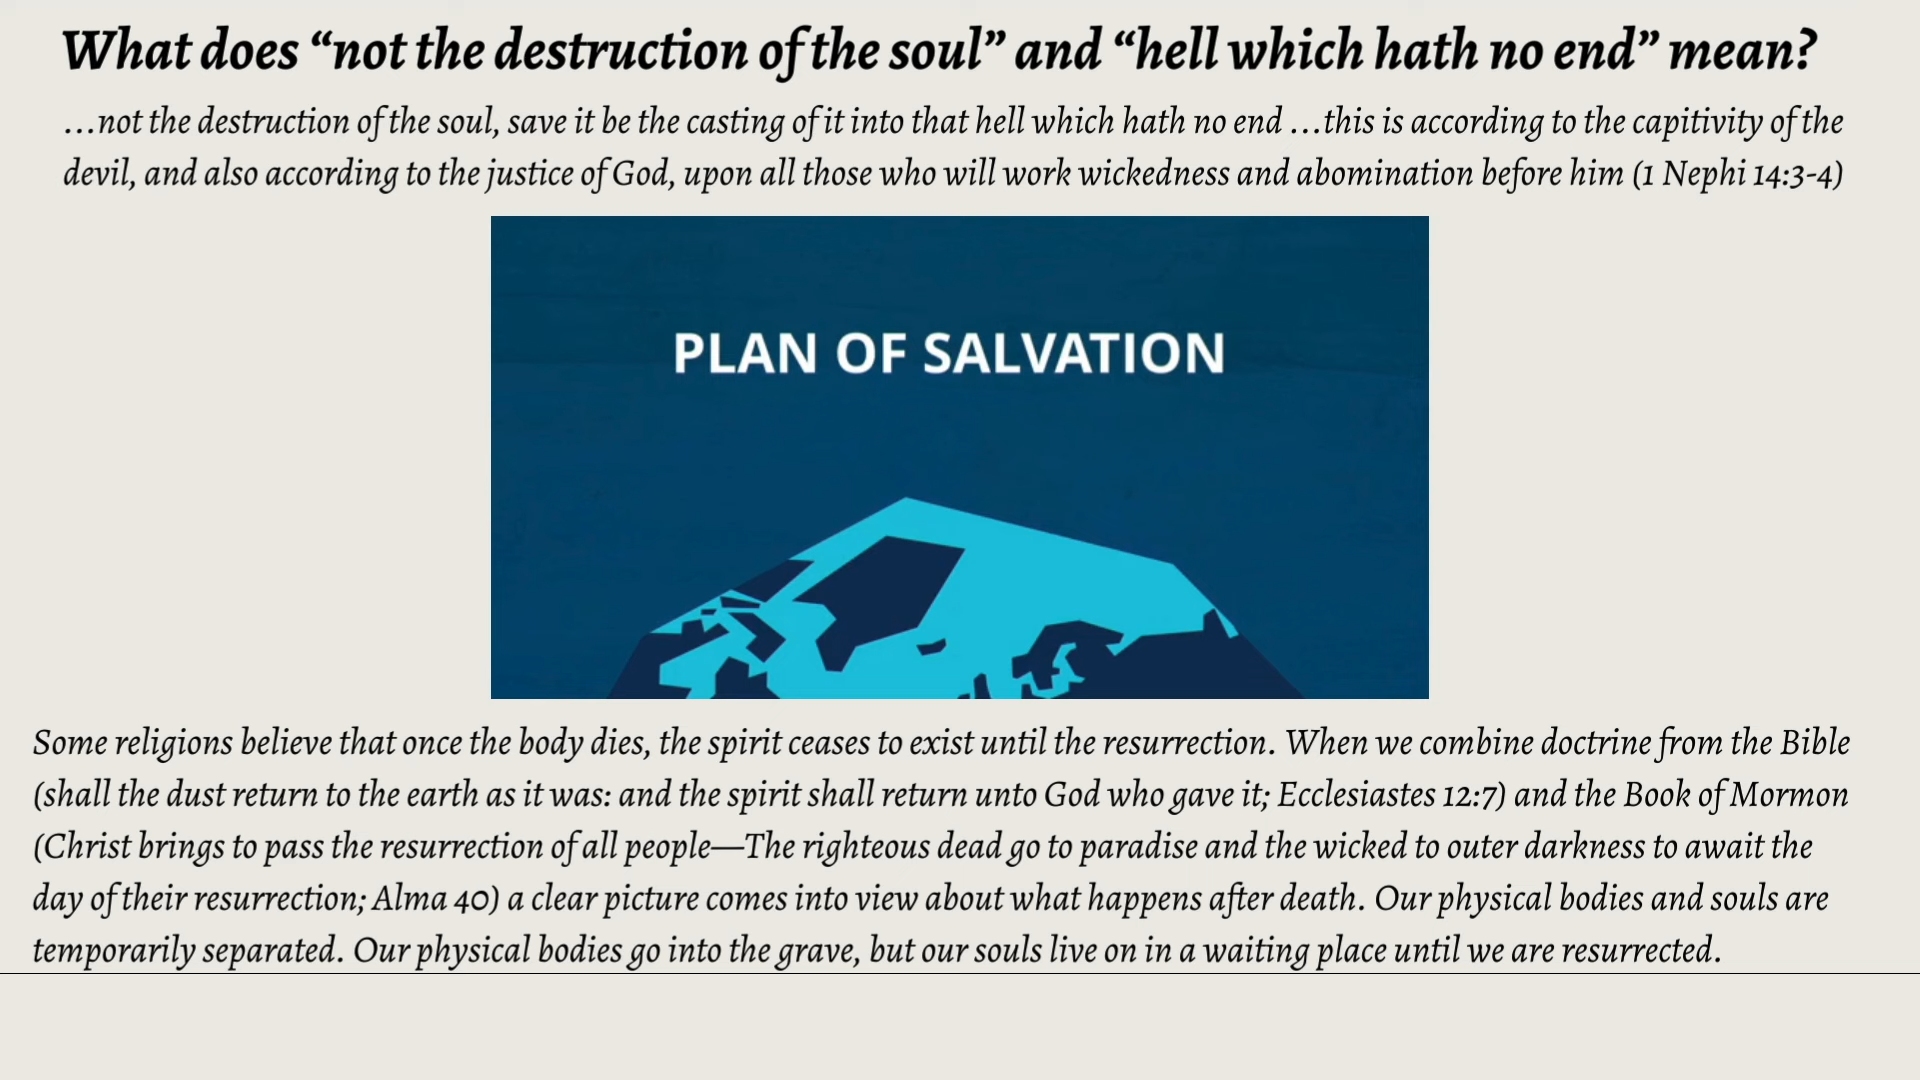 What does “not the destruction of the soul” and “hell which hath no end” mean?
…not the destruction of the soul, save it be the casting of it into that hell which hath no end …this is according to the capitivity of the
devil, and also according to the justice of God, upon all those who will work wickedness and abomination before him (1 Nephi 14:3-4)
PLAN OF SALVATION
Some religions believe that once the body dies, the spirit ceases to exist until the resurrection. When we combine doctrine from the Bible
(shall the dust return to the earth as it was: and the spirit shall return unto God who gave it; Ecclesiastes 12:7) and the Book of Mormon
(Christ brings to pass the resurrection of all people—The righteous dead go to paradise and the wicked to outer darkness to await the
day of their resurrection; Alma 40) a clear picture comes into view about what happens after death. Our physical bodies and souls are
temporarily separated. Our physical bodies go into the grave, but our souls live on in a waiting place until we are resurrected.